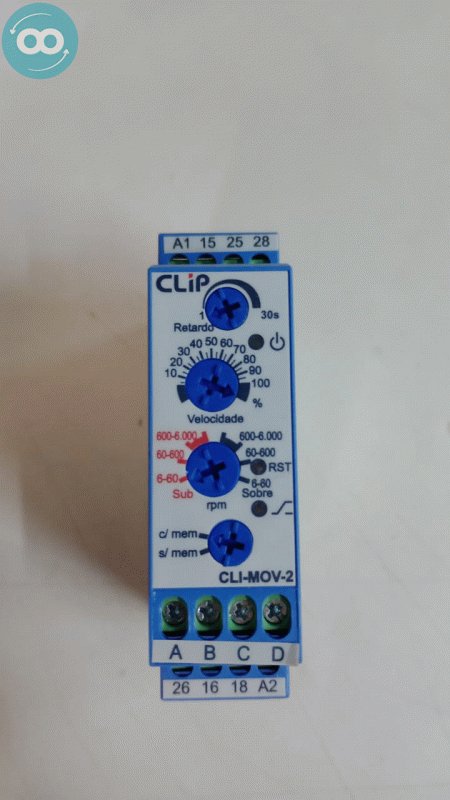 A1 15 25 28
CLIP
1 30s
Retardo
10 20 30 40 50 60 70 80 90 100
%
Velocidade
600-6.000 600-6.000
60-600 60-600
RST
6-60 6-60
Sub Sobre
rpm
c/ mem
s/ mem
CLI-MOV-2
A B C D
26 16 18 A2